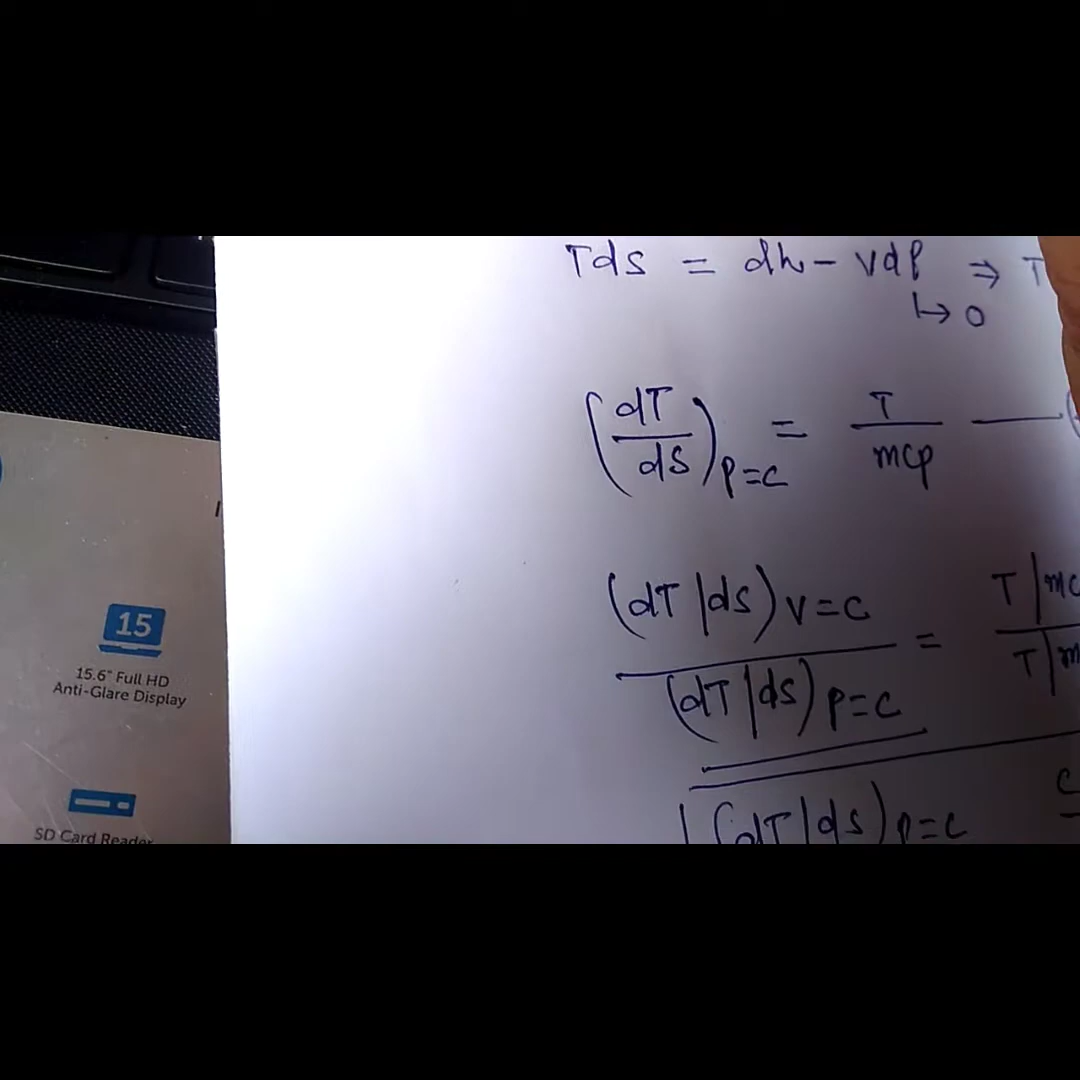 Tds = dh - vdp ⇒ T
↳ 0
(dT/ds)p=c = T/mcp
(dT|ds)v=c / (dT|ds)p=c = T|mc / T|m
(dT|ds)p=c c
15
15.6" Full HD
Anti-Glare Display
SD Card Reader